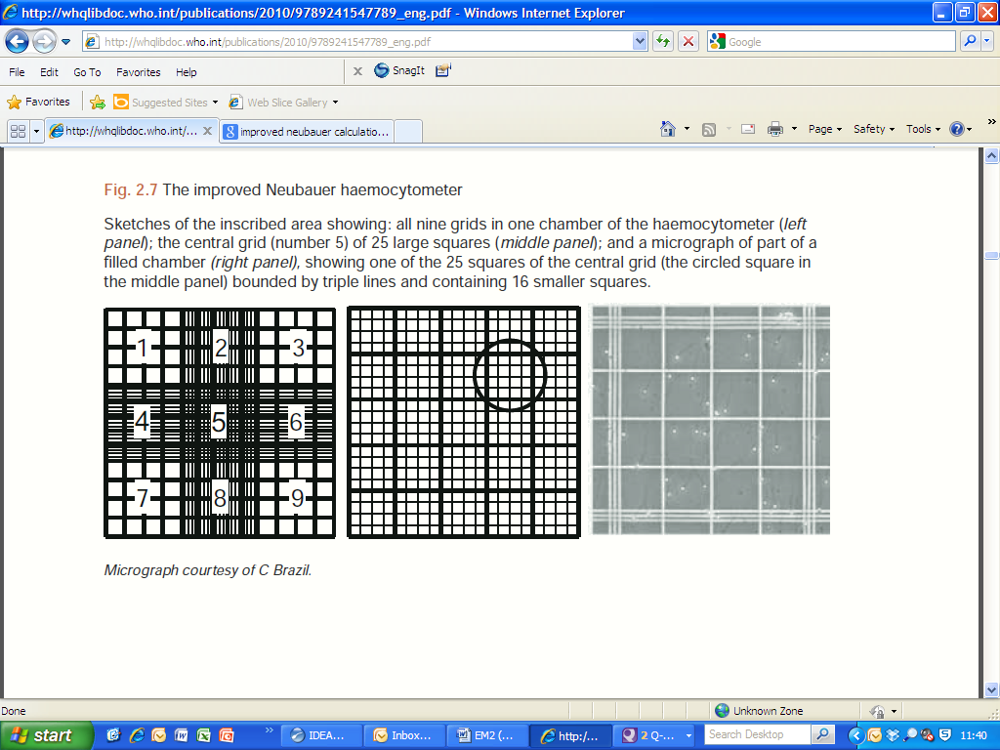 http://whqlibdoc.who.int/publications/2010/9789241547789_eng.pdf - Windows Internet Explorer
http://whqlibdoc.who.int/publications/2010/9789241547789_eng.pdf
Google
File Edit Go To Favorites Help
x SnagIt
Favorites Suggested Sites Web Slice Gallery
http://whqlibdoc.who.int/... x improved neubauer calculatio...
Page Safety Tools »
Fig. 2.7 The improved Neubauer haemocytometer
Sketches of the inscribed area showing: all nine grids in one chamber of the haemocytometer (left
panel); the central grid (number 5) of 25 large squares (middle panel); and a micrograph of part of a
filled chamber (right panel), showing one of the 25 squares of the central grid (the circled square in
the middle panel) bounded by triple lines and containing 16 smaller squares.
1 2 3
4 5 6
7 8 9
Micrograph courtesy of C Brazil.
Done Unknown Zone
start » IDEA... Inbox... EM2 (... http:/... 2 Q-... Search Desktop 11:40